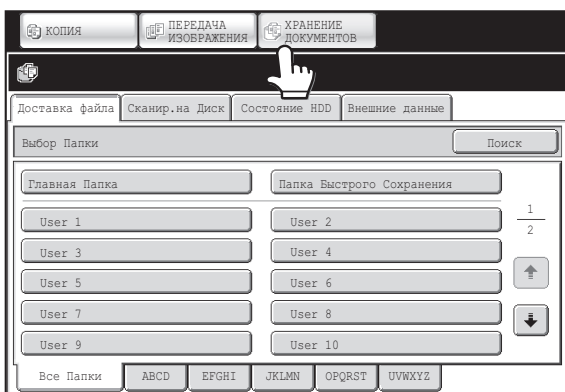 КОПИЯ
ПЕРЕДАЧА
ИЗОБРАЖЕНИЯ
ХРАНЕНИЕ
ДОКУМЕНТОВ
Доставка файла
Сканир.на Диск
Состояние HDD
Внешние данные
Выбор Папки
Поиск
Главная Папка
Папка Быстрого Сохранения
User 1
User 2
1
2
User 3
User 4
User 5
User 6
User 7
User 8
User 9
User 10
Все Папки
ABCD
EFGHI
JKLMN
OPQRST
UVWXYZ